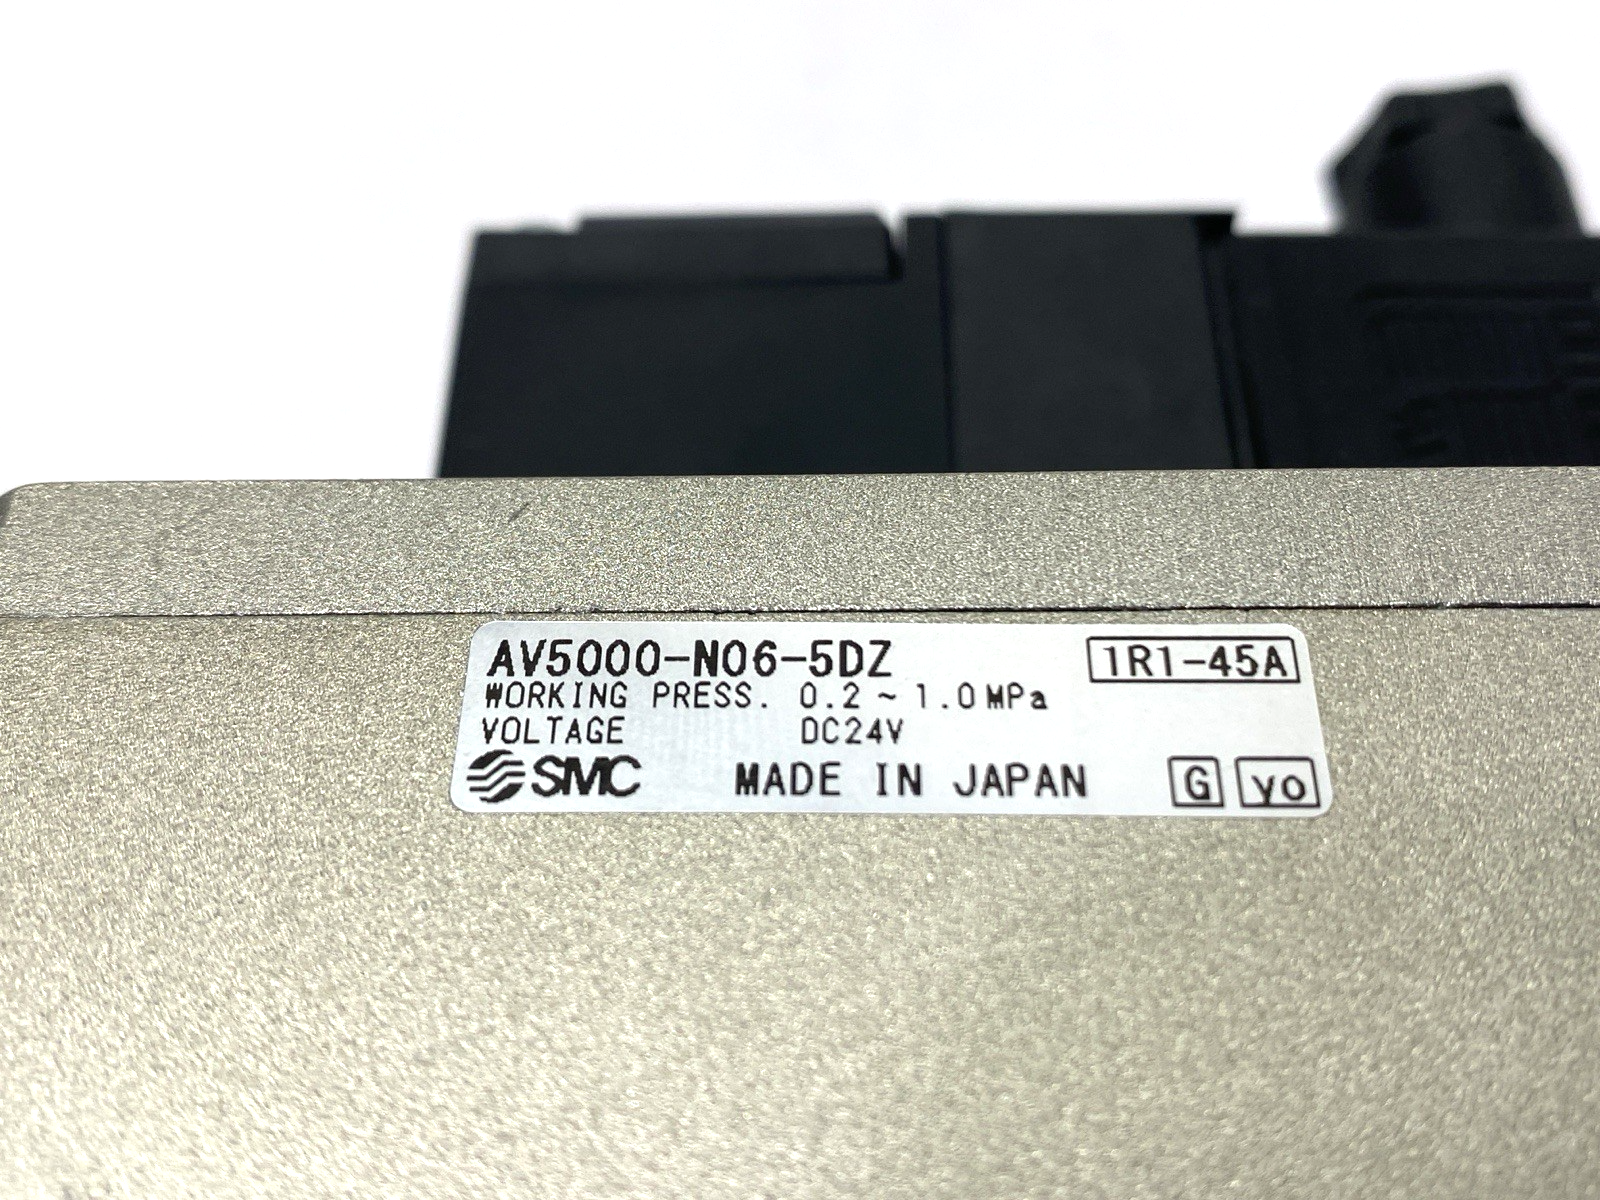 AV5000-N06-5DZ 1R1-45A
WORKING PRESS. 0.2~1.0MPa
VOLTAGE DC24V
SMC MADE IN JAPAN G yo